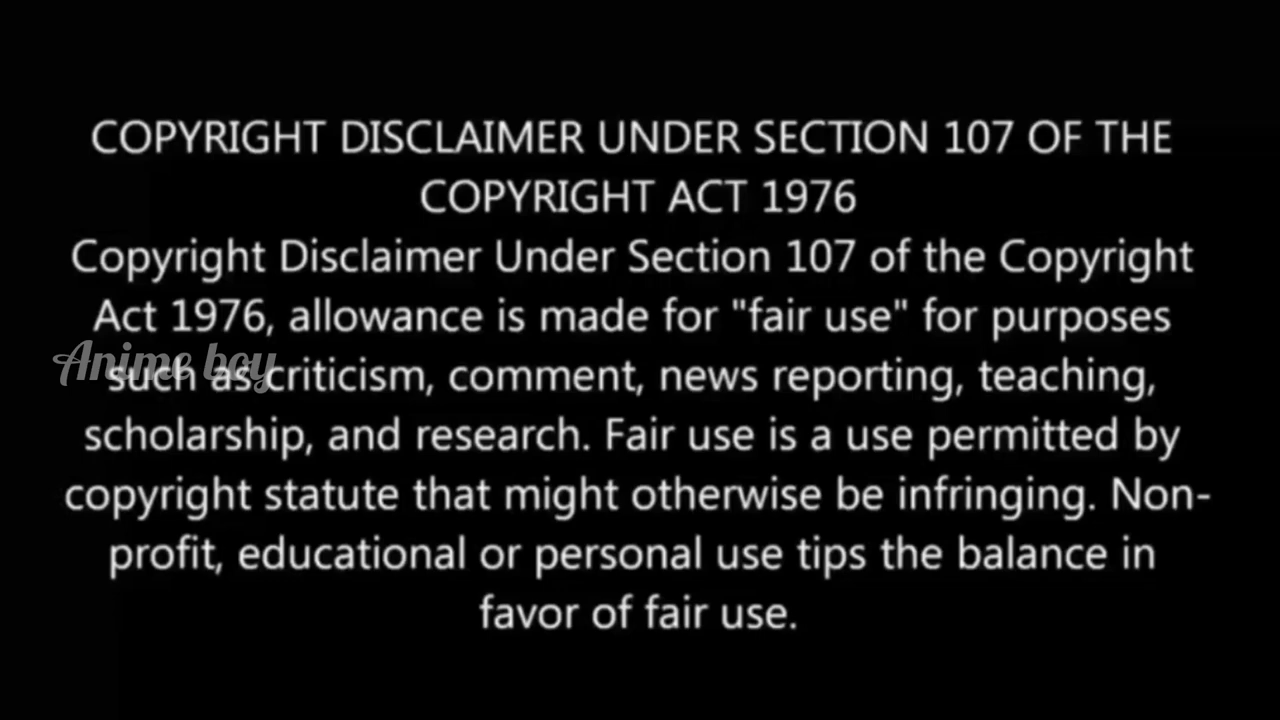 COPYRIGHT DISCLAIMER UNDER SECTION 107 OF THE
COPYRIGHT ACT 1976
Copyright Disclaimer Under Section 107 of the Copyright
Act 1976, allowance is made for "fair use" for purposes
Anime boy
such as criticism, comment, news reporting, teaching,
scholarship, and research. Fair use is a use permitted by
copyright statute that might otherwise be infringing. Non-
profit, educational or personal use tips the balance in
favor of fair use.